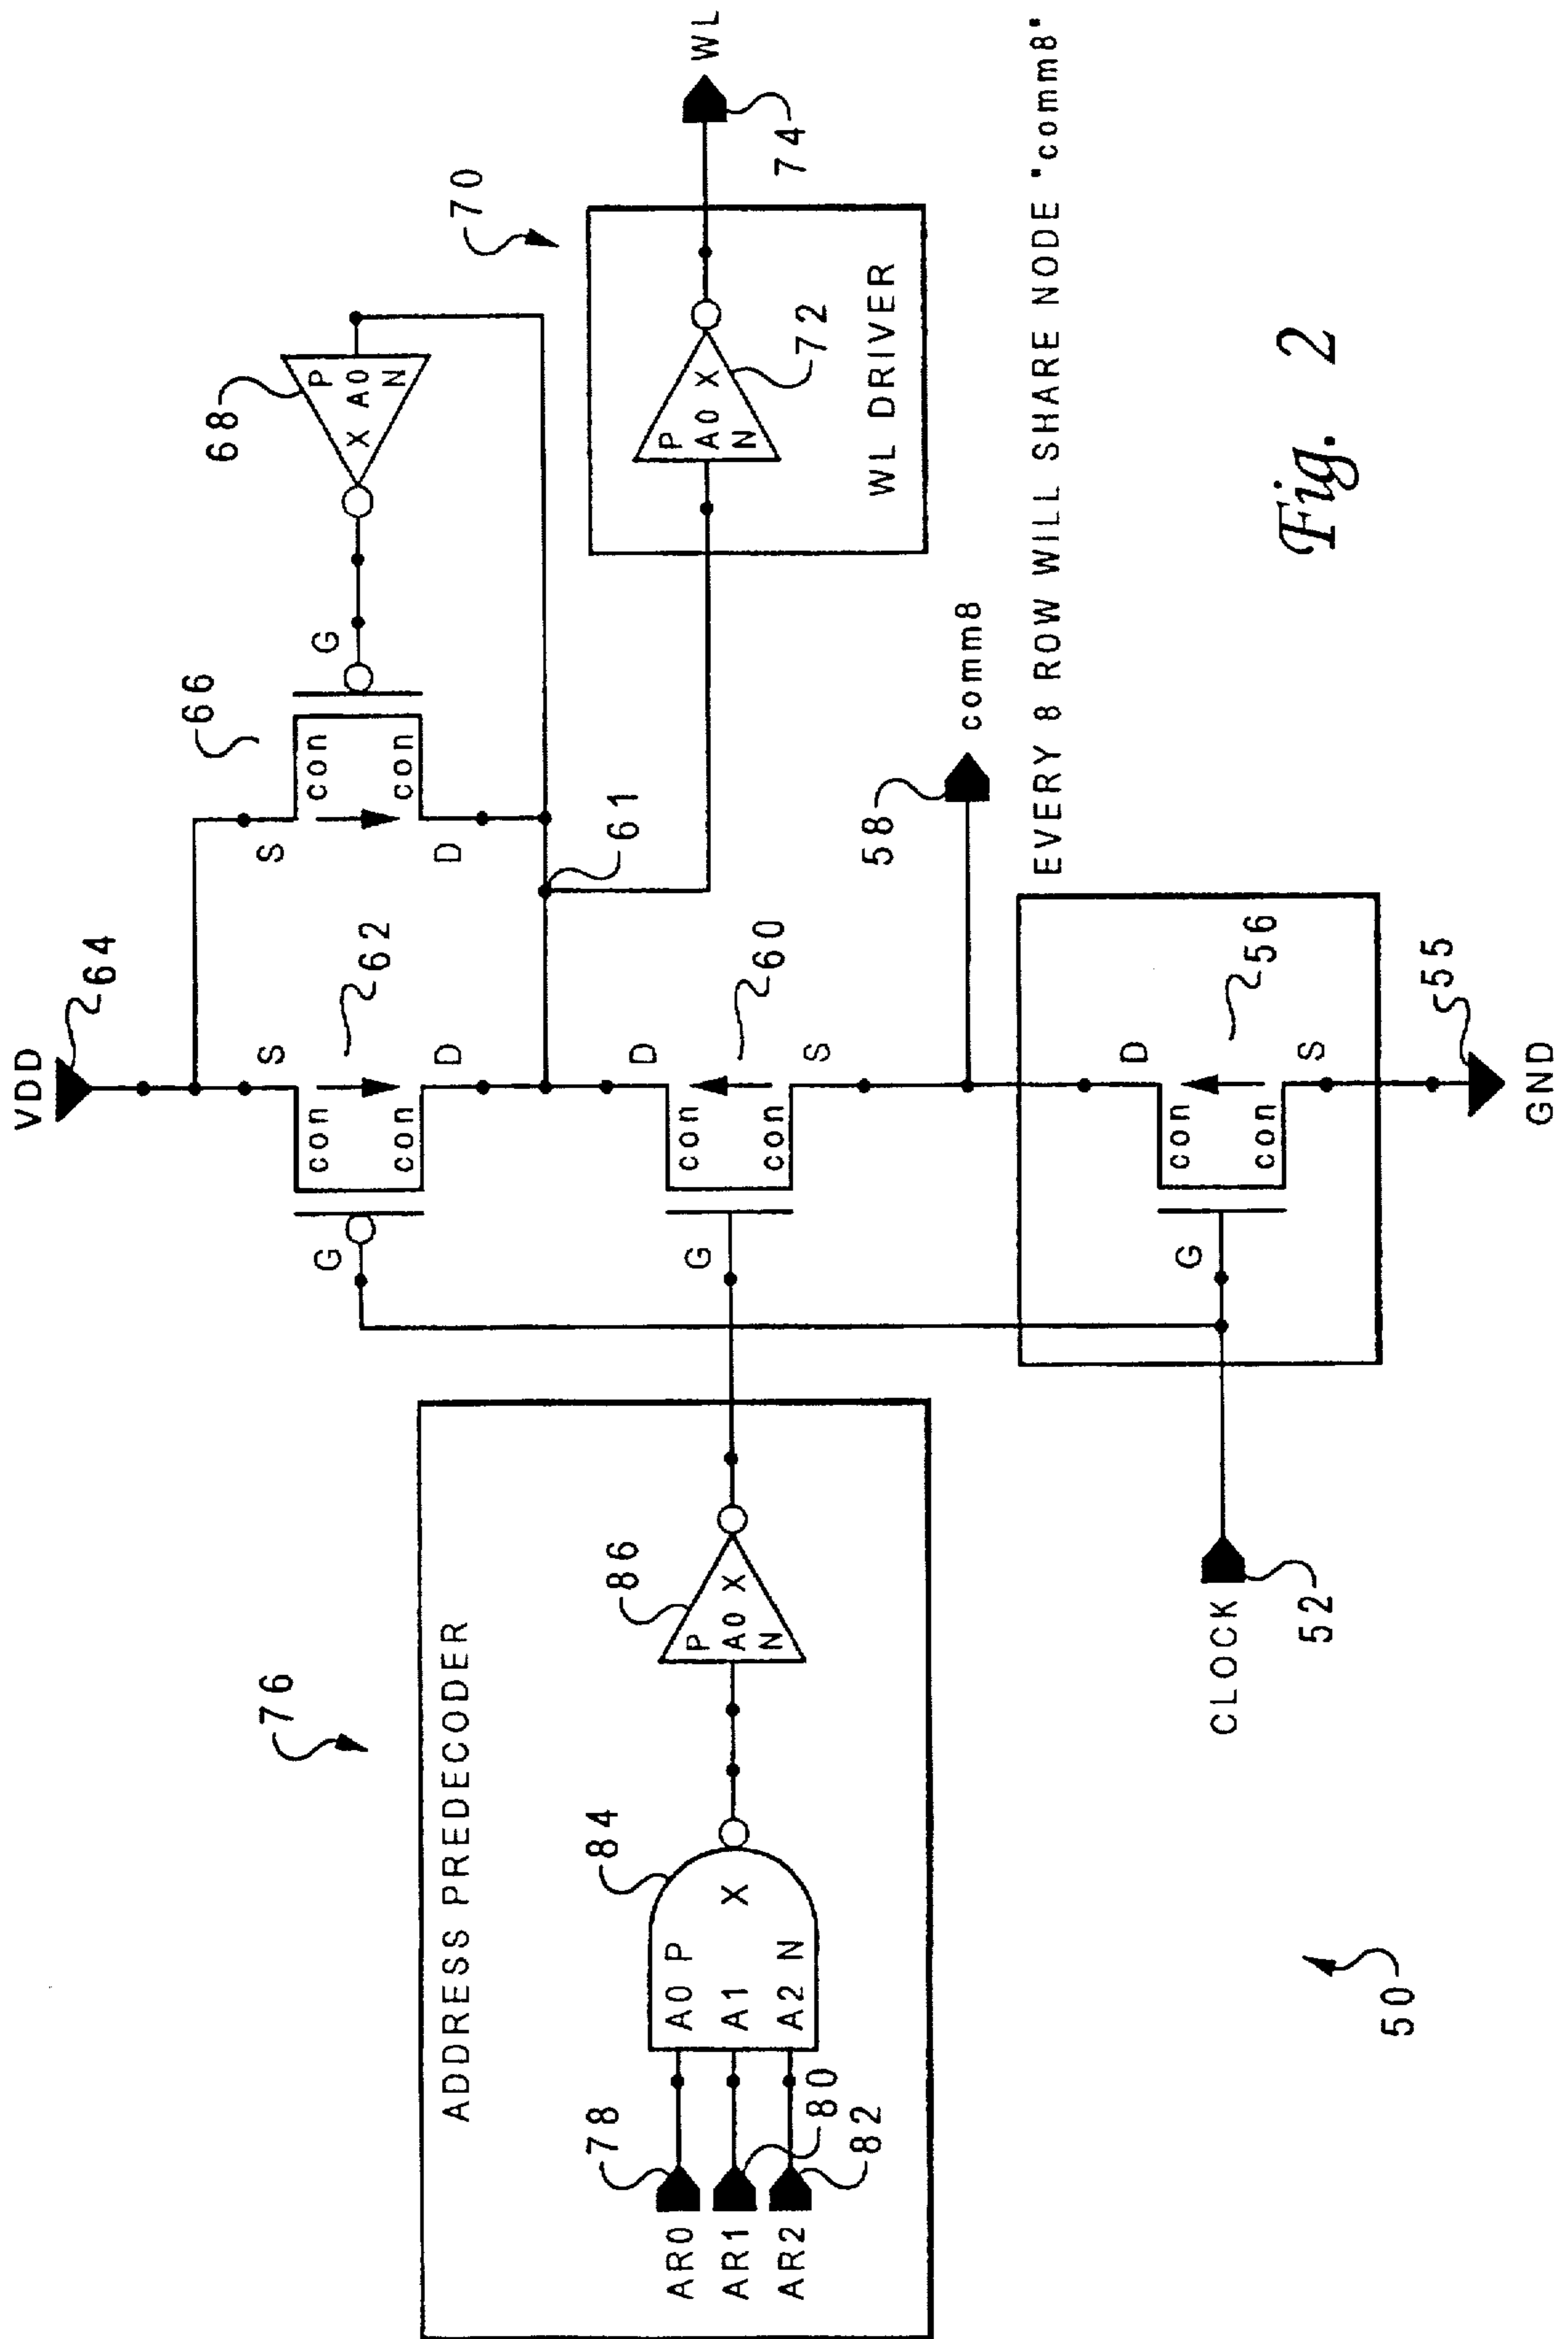 VDD
64
S
con
con
D
G
62
66
S
con
con
D
G
68
P
A0
N
X
61
70
P
A0 X
N
72
WL DRIVER
74
WL
76
ADDRESS PREDECODER
78
80
82
AR0
AR1
AR2
A0 P
A1
A2 N
X
84
86
P
A0 X
N
G
D
con
con
S
60
58
comm8
EVERY 8 ROW WILL SHARE NODE "comm8"
CLOCK
52
G
D
con
con
S
56
55
GND
50
Fig. 2